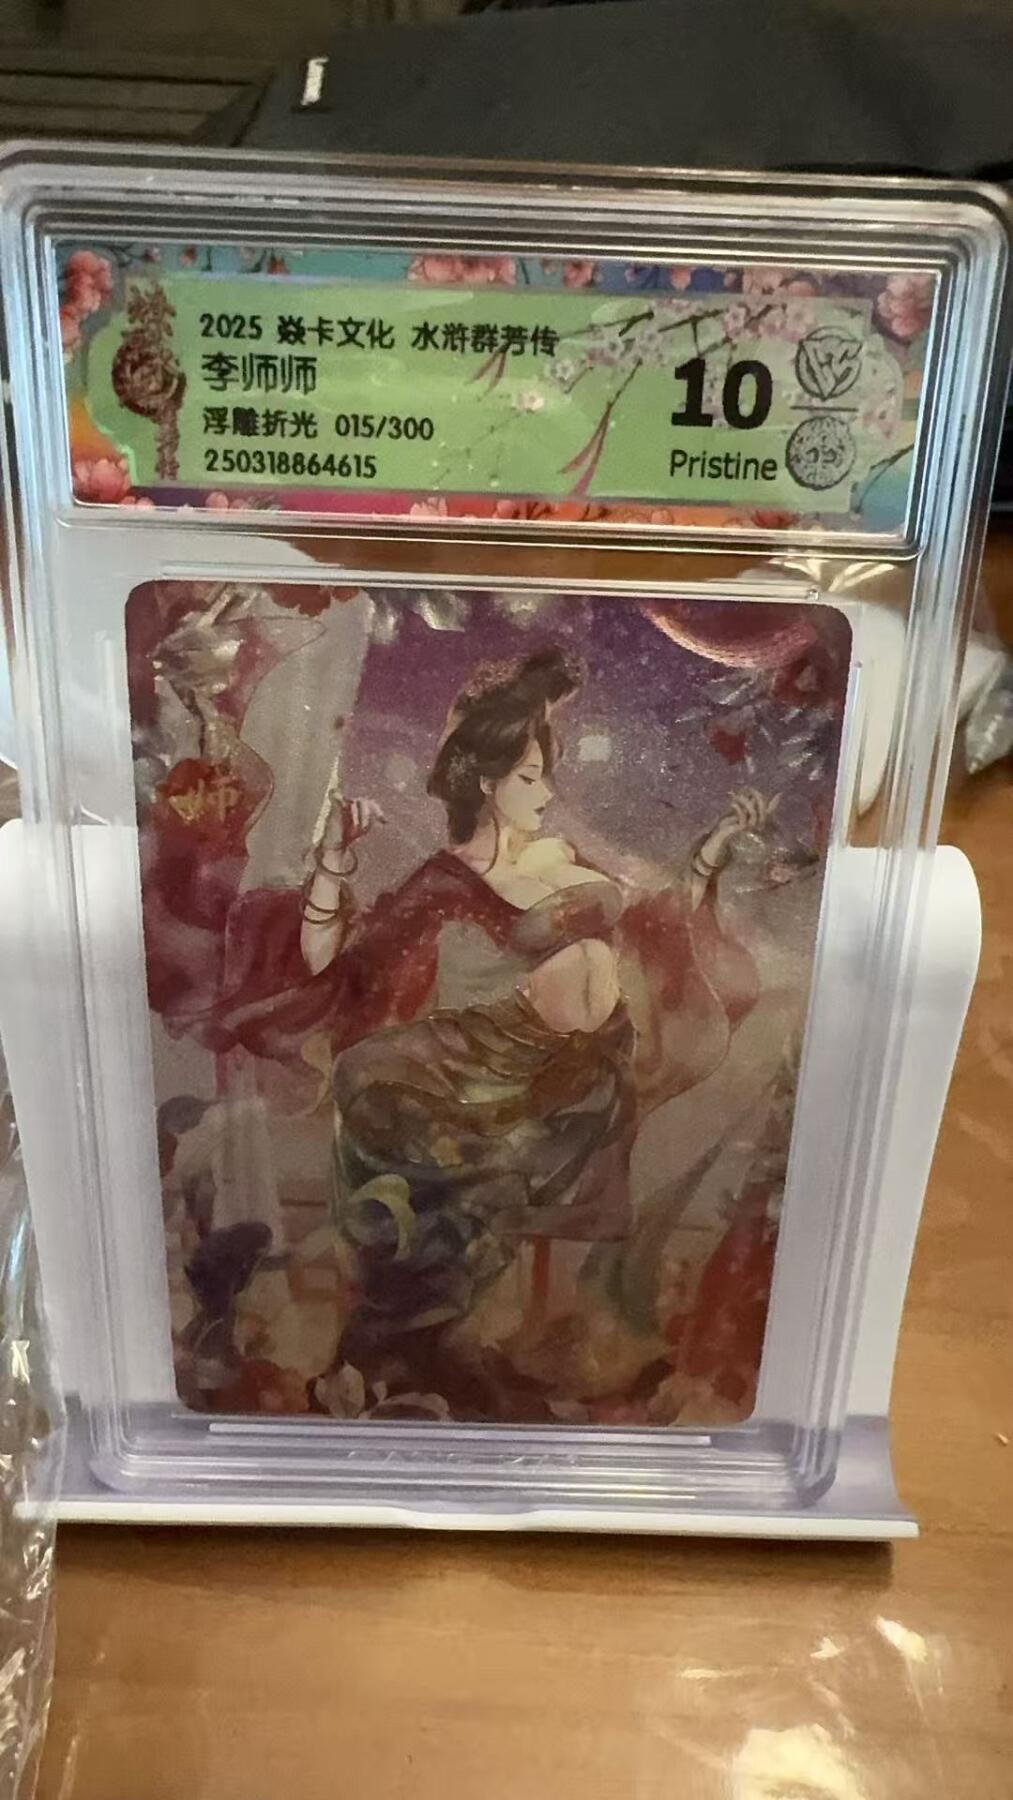 2025 焱卡文化 水浒群芳传
李师师
浮雕折光 015/300
250318864615
10
Pristine
师